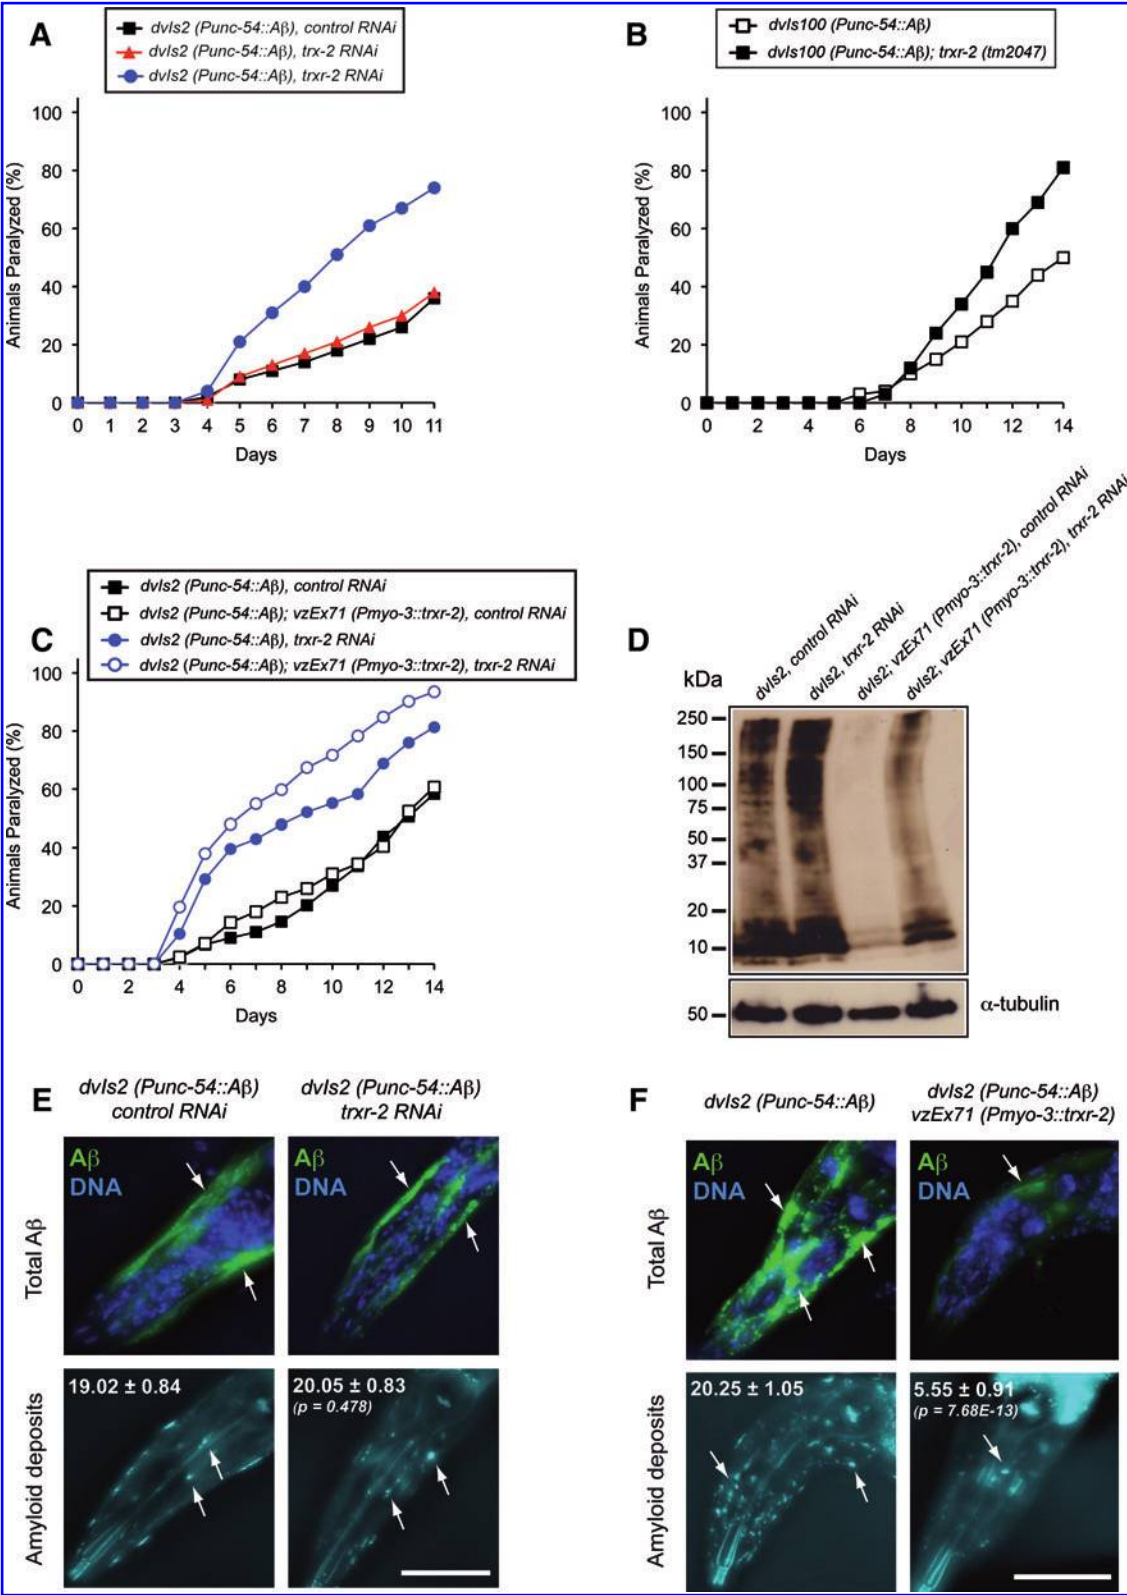 A
dvIs2 (Punc-54::Aβ), control RNAi
dvIs2 (Punc-54::Aβ), trx-2 RNAi
dvIs2 (Punc-54::Aβ), trxr-2 RNAi
Animals Paralyzed (%)
100
80
60
40
20
0
0 1 2 3 4 5 6 7 8 9 10 11
Days
B
dvIs100 (Punc-54::Aβ)
dvIs100 (Punc-54::Aβ); trxr-2 (tm2047)
Animals Paralyzed (%)
100
80
60
40
20
0
0 2 4 6 8 10 12 14
Days
C
dvIs2 (Punc-54::Aβ), control RNAi
dvIs2 (Punc-54::Aβ); vzEx71 (Pmyo-3::trxr-2), control RNAi
dvIs2 (Punc-54::Aβ), trxr-2 RNAi
dvIs2 (Punc-54::Aβ); vzEx71 (Pmyo-3::trxr-2), trxr-2 RNAi
Animals Paralyzed (%)
100
80
60
40
20
0
0 2 4 6 8 10 12 14
Days
D
dvIs2, control RNAi
dvIs2, trxr-2 RNAi
dvIs2; vzEx71 (Pmyo-3::trxr-2), control RNAi
dvIs2; vzEx71 (Pmyo-3::trxr-2), trxr-2 RNAi
kDa
250
150
100
75
50
37
20
10
50
α-tubulin
E
dvIs2 (Punc-54::Aβ)
control RNAi
dvIs2 (Punc-54::Aβ)
trxr-2 RNAi
Total Aβ
Aβ
DNA
Aβ
DNA
Amyloid deposits
19.02 ± 0.84
20.05 ± 0.83
(p = 0.478)
F
dvIs2 (Punc-54::Aβ)
dvIs2 (Punc-54::Aβ)
vzEx71 (Pmyo-3::trxr-2)
Total Aβ
Aβ
DNA
Aβ
DNA
Amyloid deposits
20.25 ± 1.05
5.55 ± 0.91
(p = 7.68E-13)